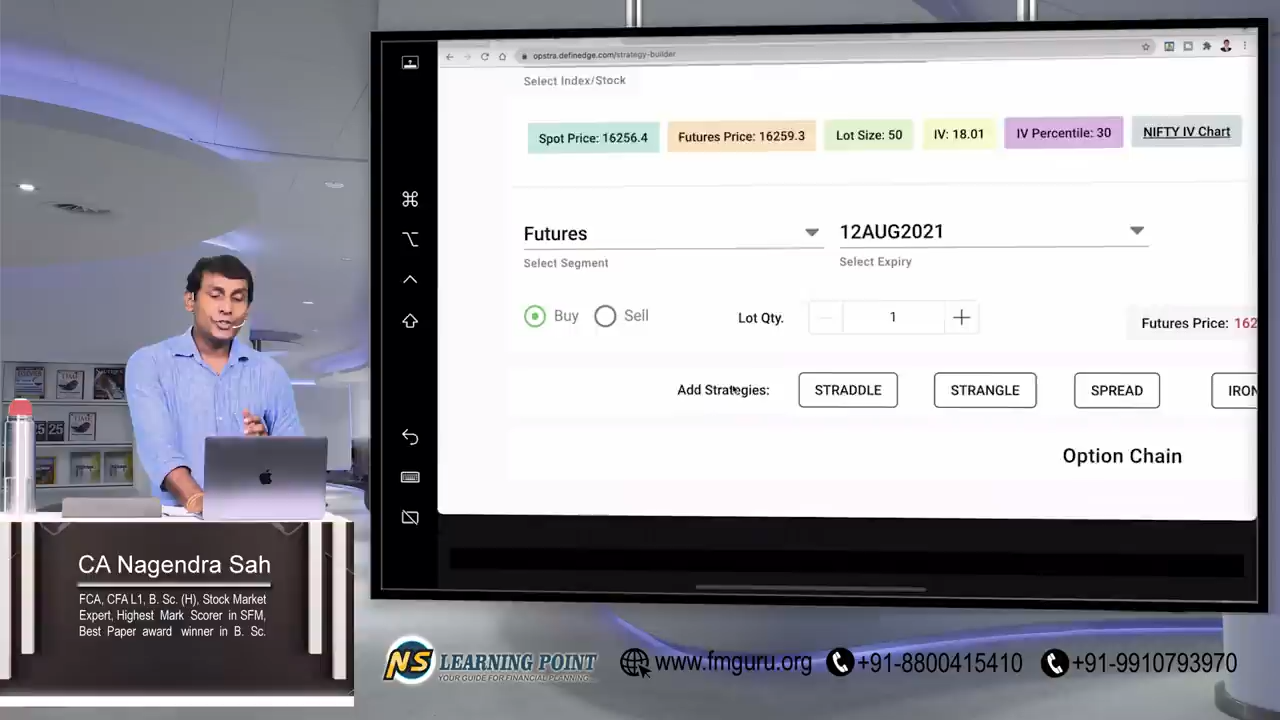 opstra.definedge.com/strategy-builder
Select Index/Stock
Spot Price: 16256.4
Futures Price: 16259.3
Lot Size: 50
IV: 18.01
IV Percentile: 30
NIFTY IV Chart
Futures
12AUG2021
Select Segment
Select Expiry
Buy
Sell
Lot Qty.
1
Futures Price: 162
Add Strategies:
STRADDLE
STRANGLE
SPREAD
IRON
Option Chain
CA Nagendra Sah
FCA, CFA L1, B. Sc. (H), Stock Market
Expert, Highest Mark Scorer in SFM,
Best Paper award winner in B. Sc.
NS LEARNING POINT
YOUR GUIDE FOR FINANCIAL PLANNING...
www.fmguru.org
+91-8800415410
+91-9910793970